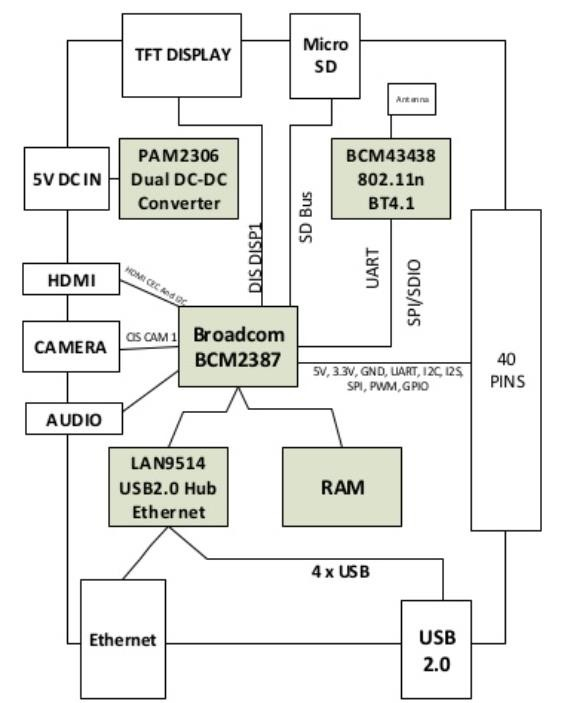 TFT DISPLAY
Micro
SD
Antenna
5V DC IN
PAM2306
Dual DC-DC
Converter
BCM43438
802.11n
BT4.1
DIS DISP1
SD Bus
UART
SPI/SDIO
HDMI
HDMI CEC And I2C
CAMERA
CIS CAM 1
Broadcom
BCM2387
5V, 3.3V, GND, UART, I2C, I2S,
SPI, PWM, GPIO
40
PINS
AUDIO
LAN9514
USB2.0 Hub
Ethernet
RAM
4 x USB
Ethernet
USB
2.0